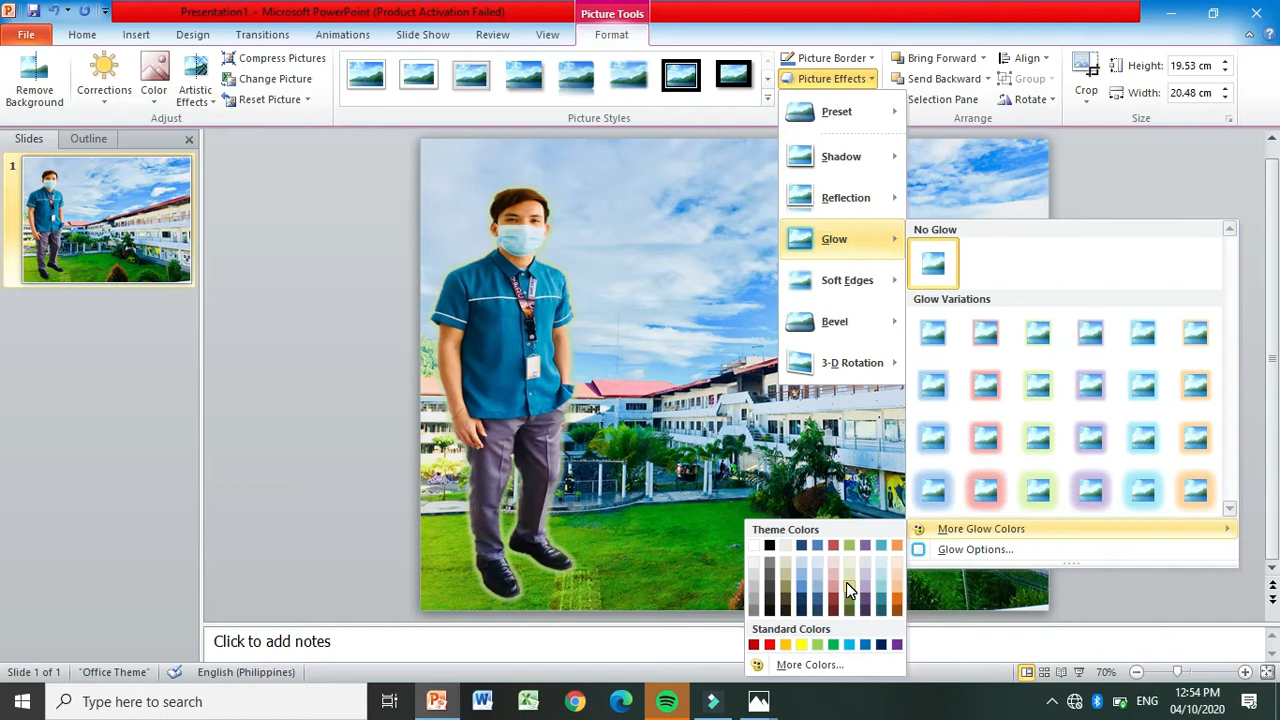 Presentation1 - Microsoft PowerPoint (Product Activation Failed)
Picture Tools
File
Home
Insert
Design
Transitions
Animations
Slide Show
Review
View
Format
Remove Background
Corrections
Color
Artistic Effects
Compress Pictures
Change Picture
Reset Picture
Adjust
Picture Styles
Picture Border
Picture Effects
Bring Forward
Send Backward
Selection Pane
Align
Group
Rotate
Arrange
Crop
Height: 19.53 cm
Width: 20.48 cm
Size
Slides
Outline
1
Preset
Shadow
Reflection
Glow
Soft Edges
Bevel
3-D Rotation
No Glow
Glow Variations
More Glow Colors
Glow Options...
Theme Colors
Standard Colors
More Colors...
Click to add notes
Slide 1 of 1
"Office Theme"
English (Philippines)
70%
Type here to search
ENG
12:54 PM
04/10/2020